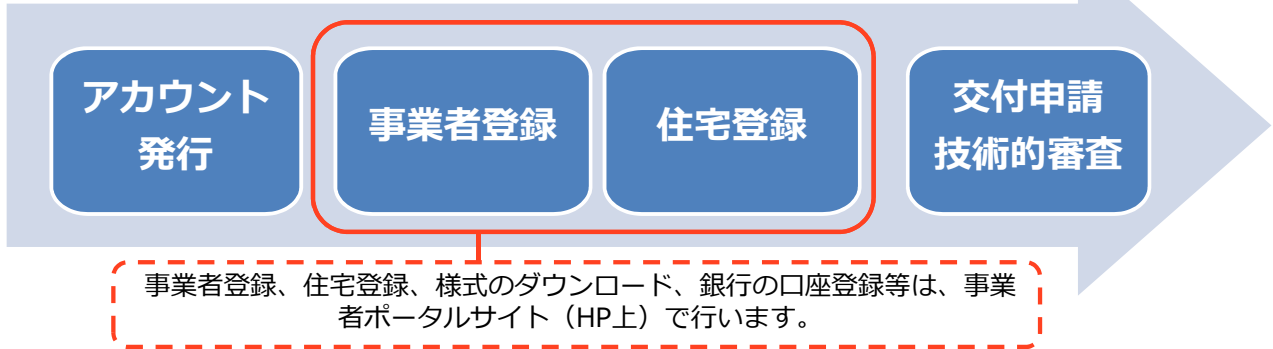 アカウント
発行
事業者登録
住宅登録
交付申請
技術的審査
事業者登録、住宅登録、様式のダウンロード、銀行の口座登録等は、事業
者ポータルサイト（HP上）で行います。